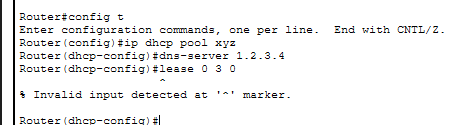 Router#config t
Enter configuration commands, one per line.  End with CNTL/Z.
Router(config)#ip dhcp pool xyz
Router(dhcp-config)#dns-server 1.2.3.4
Router(dhcp-config)#lease 0 3 0
                    ^
% Invalid input detected at '^' marker.
Router(dhcp-config)#